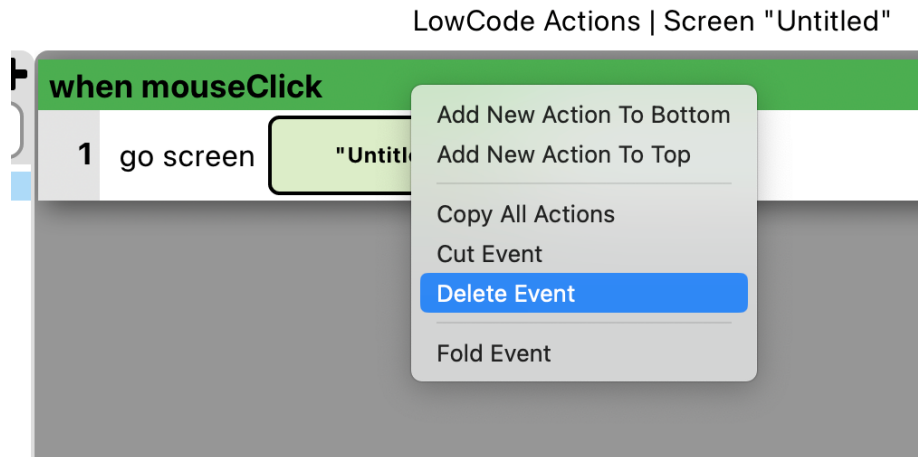 LowCode Actions | Screen "Untitled"
when mouseClick
1 go screen
Add New Action To Bottom
Add New Action To Top
Copy All Actions
Cut Event
Delete Event
Fold Event